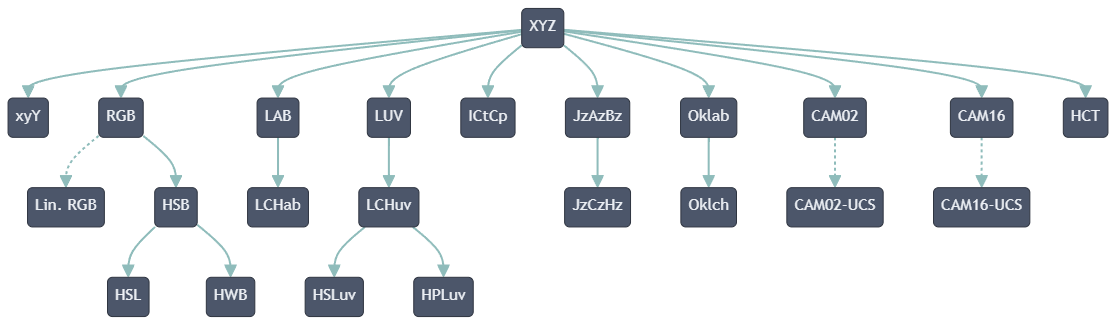 XYZ
xyY
RGB
LAB
LUV
ICtCp
JzAzBz
Oklab
CAM02
CAM16
HCT
Lin. RGB
HSB
LCHab
LCHuv
JzCzHz
Oklch
CAM02-UCS
CAM16-UCS
HSL
HWB
HSLuv
HPLuv